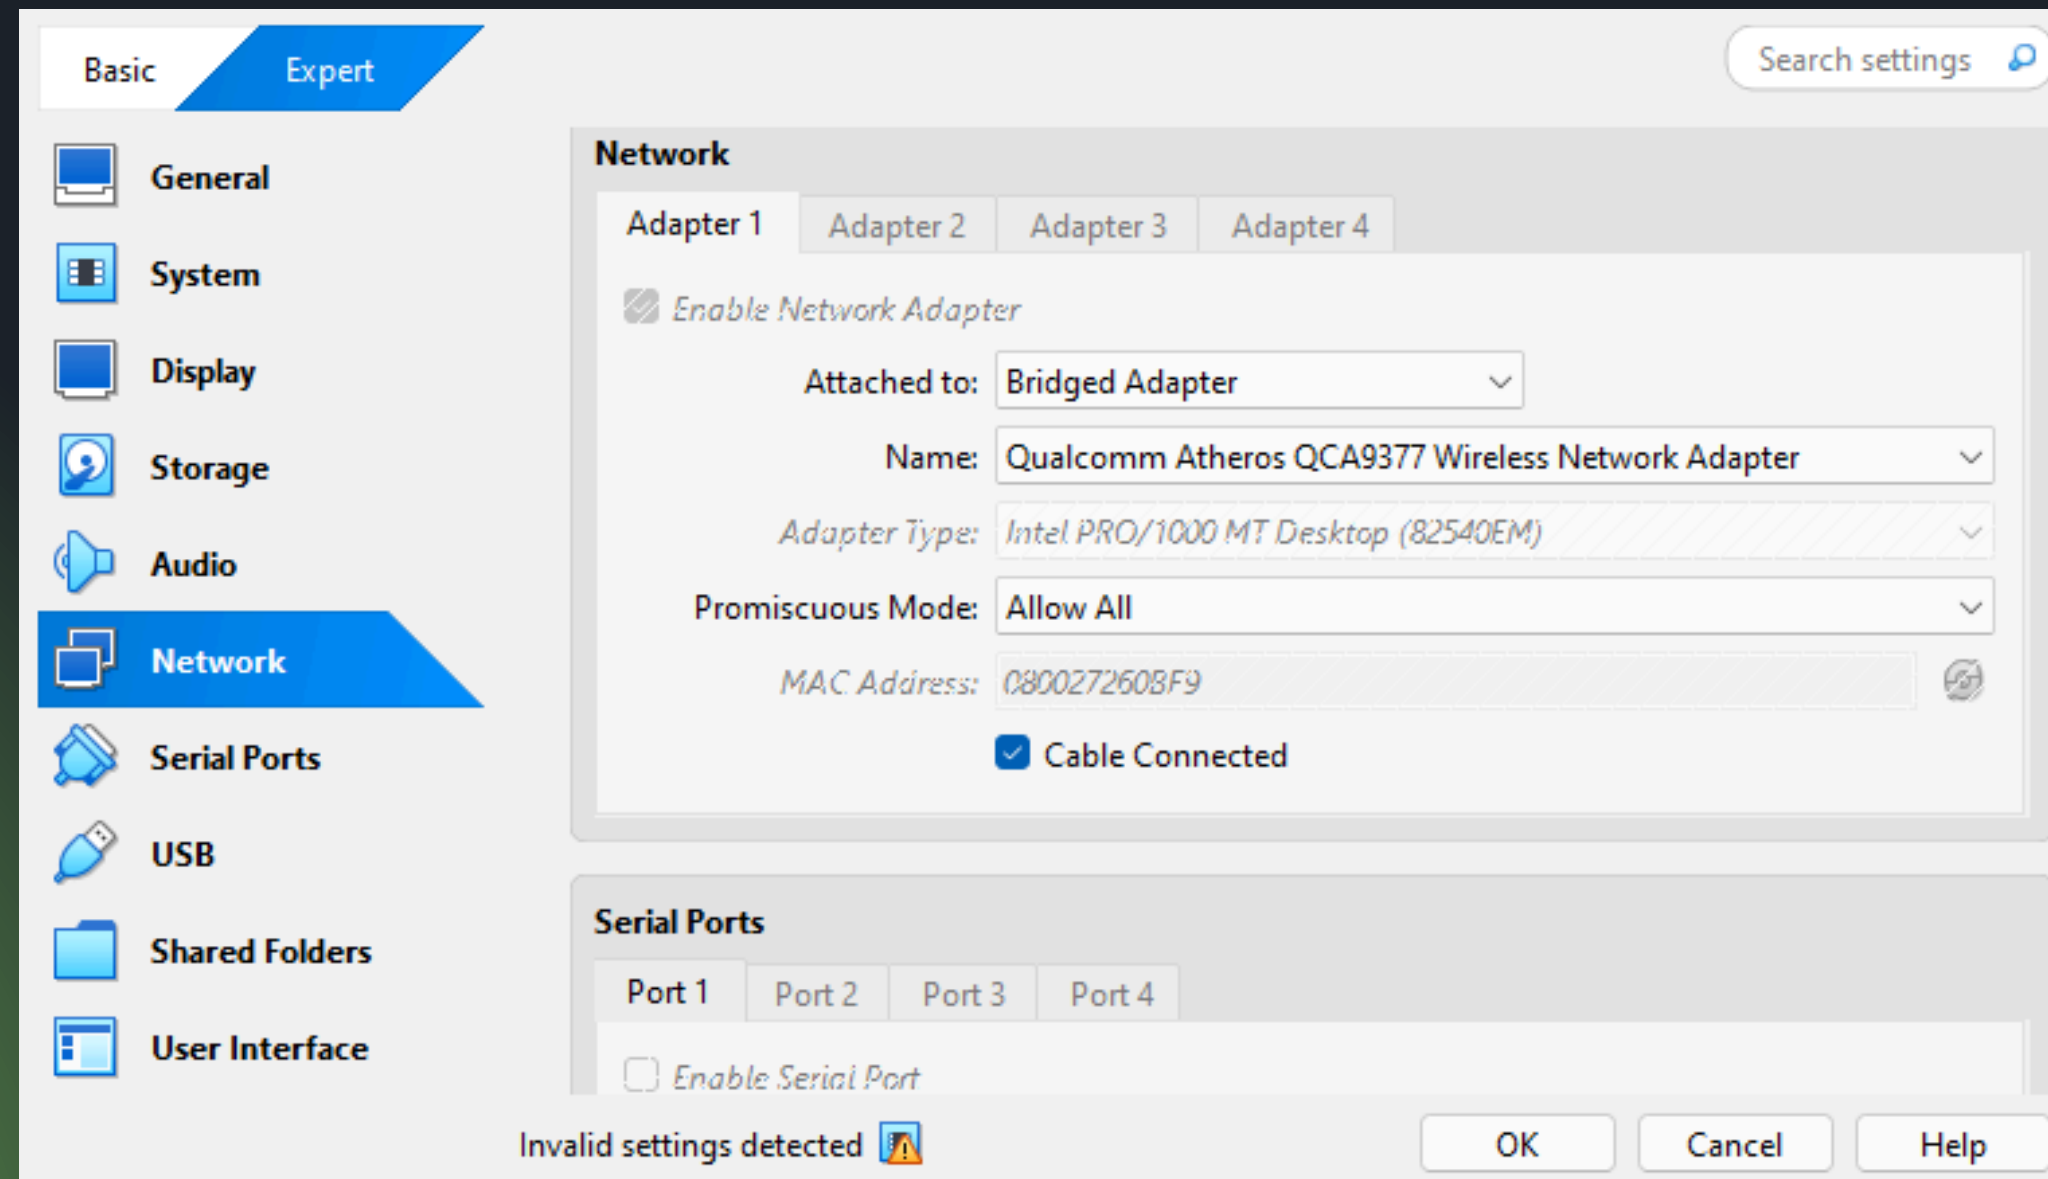 Basic
Expert
Search settings
General
System
Display
Storage
Audio
Network
Serial Ports
USB
Shared Folders
User Interface
Network
Adapter 1
Adapter 2
Adapter 3
Adapter 4
Enable Network Adapter
Attached to: Bridged Adapter
Name: Qualcomm Atheros QCA9377 Wireless Network Adapter
Adapter Type: Intel PRO/1000 MT Desktop (82540EM)
Promiscuous Mode: Allow All
MAC Address: 080027260BF9
Cable Connected
Serial Ports
Port 1
Port 2
Port 3
Port 4
Enable Serial Port
Invalid settings detected
OK
Cancel
Help